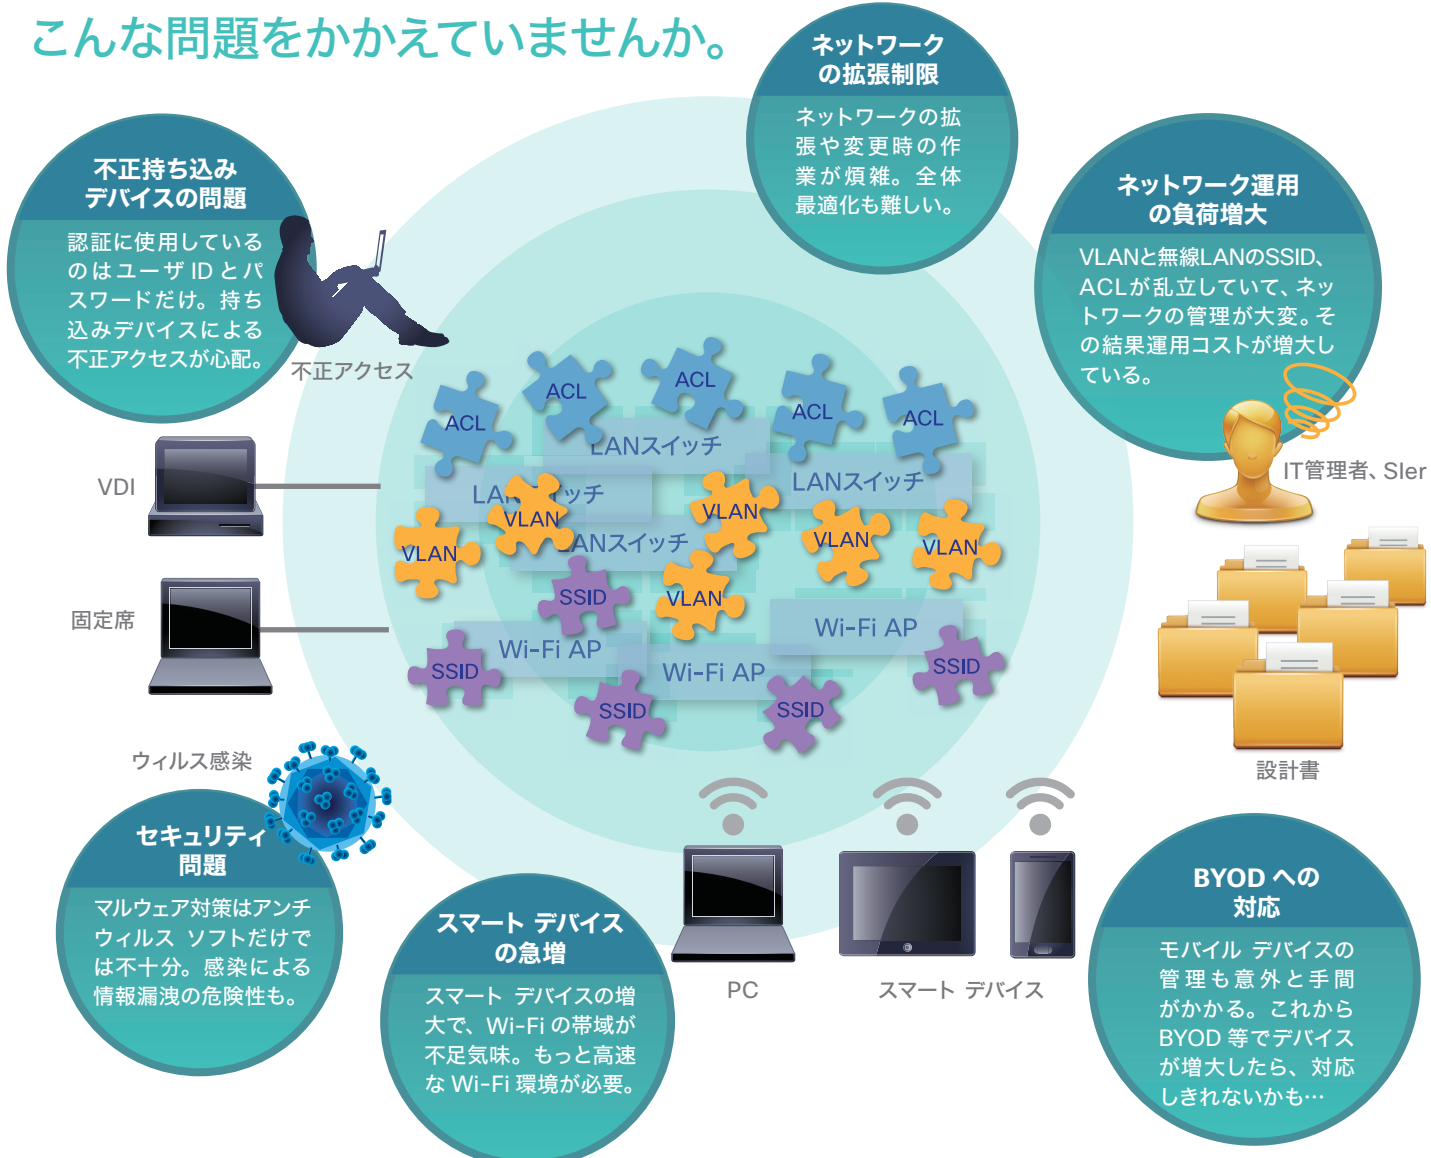 こんな問題をかかえていませんか。
ネットワーク
の拡張制限
ネットワークの拡
張や変更時の作
業が煩雑。全体
最適化も難しい。
不正持ち込み
デバイスの問題
認証に使用している
のはユーザ ID とパ
スワードだけ。持ち
込みデバイスによる
不正アクセスが心配。
不正アクセス
ネットワーク運用
の負荷増大
VLANと無線LANのSSID、
ACLが乱立していて、ネッ
トワークの管理が大変。そ
の結果運用コストが増大し
ている。
IT管理者、SIer
ACL
ACL
ACL
ACL
ACL
LANスイッチ
LANスイッチ
LANスイッチ
LANスイッチ
VLAN
VLAN
VLAN
VLAN
VLAN
VLAN
SSID
Wi-Fi AP
Wi-Fi AP
Wi-Fi AP
SSID
SSID
SSID
SSID
VDI
固定席
設計書
ウィルス感染
セキュリティ
問題
マルウェア対策はアンチ
ウィルス ソフトだけで
は不十分。感染による
情報漏洩の危険性も。
スマート デバイス
の急増
スマート デバイスの増
大で、Wi-Fi の帯域が
不足気味。もっと高速
な Wi-Fi 環境が必要。
PC
スマート デバイス
BYOD への
対応
モバイル デバイスの
管理も意外と手間
がかかる。これから
BYOD 等でデバイス
が増大したら、対応
しきれないかも…